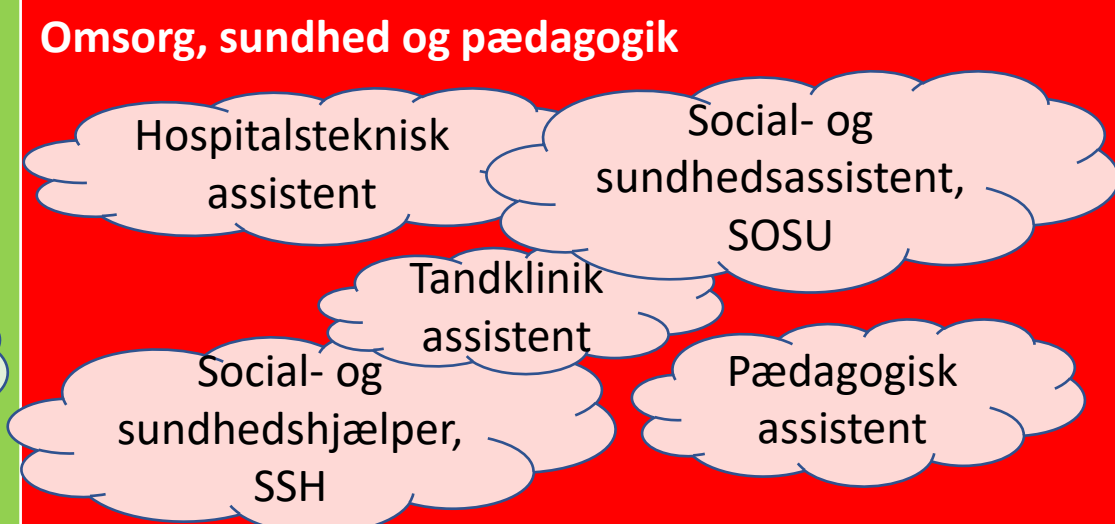 Omsorg, sundhed og pædagogik
Hospitalsteknisk
assistent
Social- og
sundhedsassistent,
SOSU
Tandklinik
assistent
Social- og
sundhedshjælper,
SSH
Pædagogisk
assistent